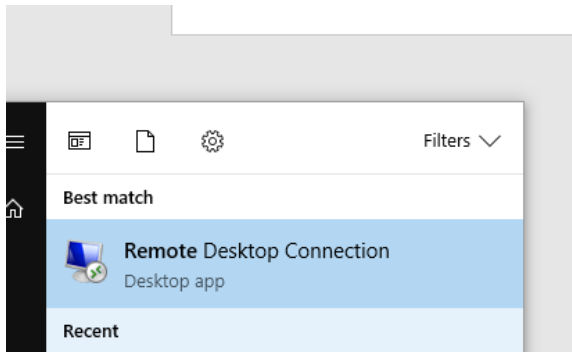 Filters
Best match
Remote Desktop Connection
Desktop app
Recent